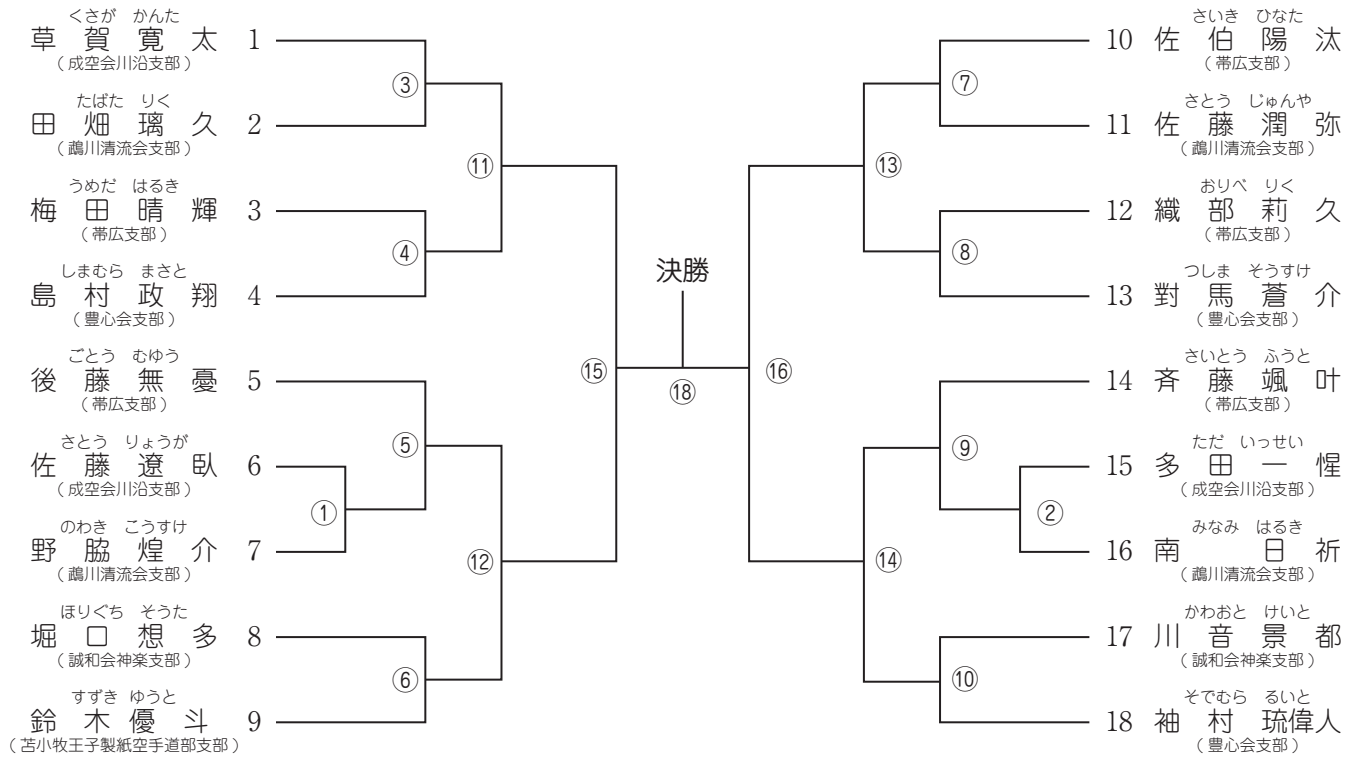 くさが かんた
草賀寛太 1
(成空会川沿支部)
③
たばた りく
田畑璃久 2
(鵡川清流会支部)
⑪
うめだ はるき
梅田晴輝 3
(帯広支部)
④
しまむら まさと
島村政翔 4
(豊心会支部)
⑮
ごとう むゆう
後藤無憂 5
(帯広支部)
⑤
さとう りょうが
佐藤遼臥 6
(成空会川沿支部)
①
のわき こうすけ
野脇煌介 7
(鵡川清流会支部)
⑫
ほりぐち そうた
堀口想多 8
(誠和会神楽支部)
⑥
すずき ゆうと
鈴木優斗 9
(苫小牧王子製紙空手道部支部)
決勝
⑱
さいき ひなた
10 佐伯陽汰
(帯広支部)
⑦
さとう じゅんや
11 佐藤潤弥
(鵡川清流会支部)
⑬
おりべ りく
12 織部莉久
(帯広支部)
⑧
つしま そうすけ
13 對馬蒼介
(豊心会支部)
⑯
さいとう ふうと
14 斉藤颯叶
(帯広支部)
⑨
ただ いっせい
15 多田一惺
(成空会川沿支部)
②
みなみ はるき
16 南 日祈
(鵡川清流会支部)
⑭
かわおと けいと
17 川音景都
(誠和会神楽支部)
⑩
そでむら るいと
18 袖村琉偉人
(豊心会支部)